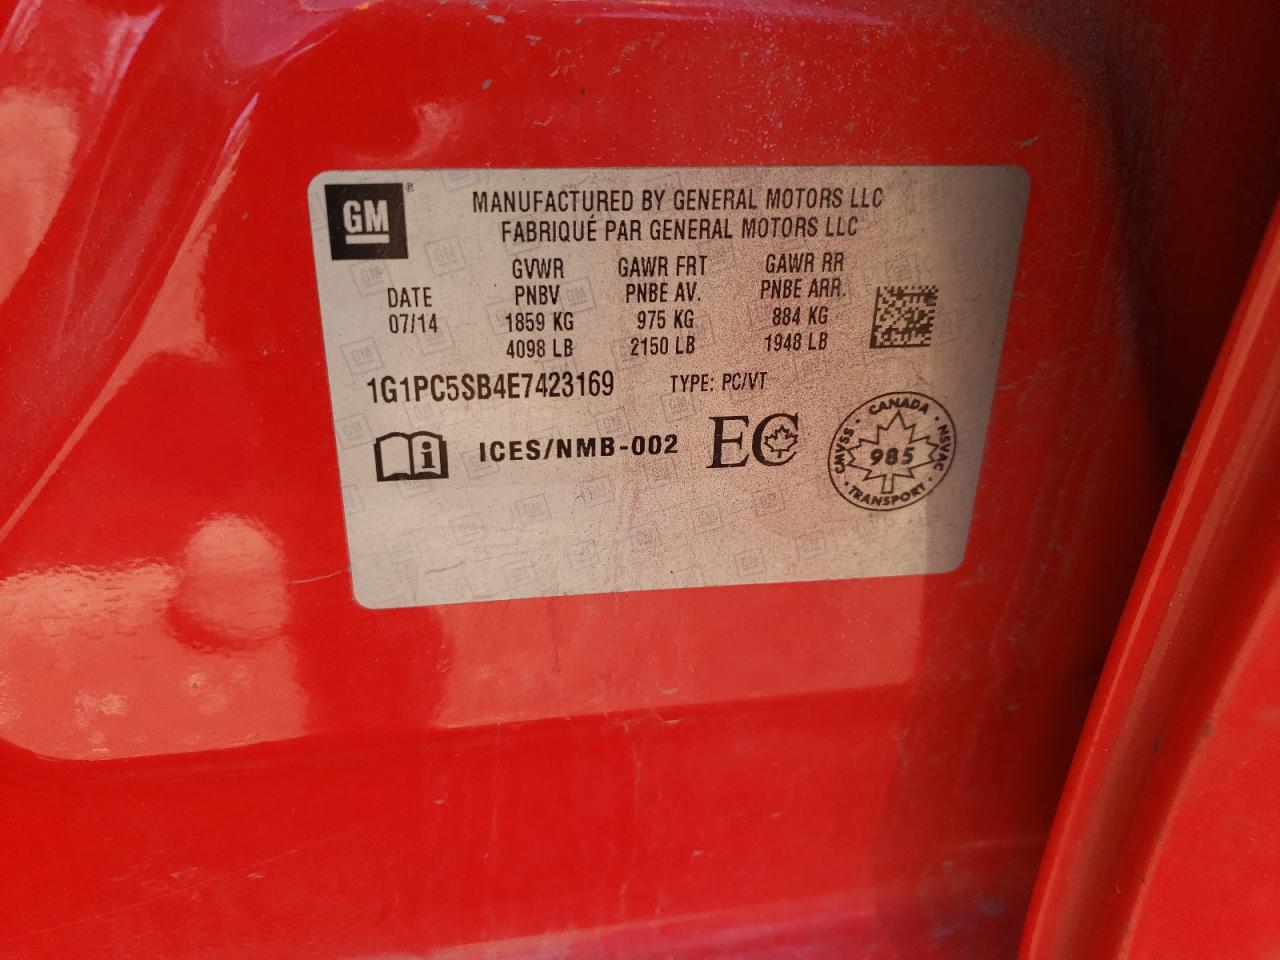 GM®
MANUFACTURED BY GENERAL MOTORS LLC
FABRIQUÉ PAR GENERAL MOTORS LLC
DATE
07/14
GVWR
PNBV
1859 KG
4098 LB
GAWR FRT
PNBE AV.
975 KG
2150 LB
GAWR RR
PNBE ARR.
884 KG
1948 LB
1G1PC5SB4E7423169 TYPE: PC/VT
i ICES/NMB-002 EC
CANADA · NSVAC · TRANSPORT · CMVSS ·
985